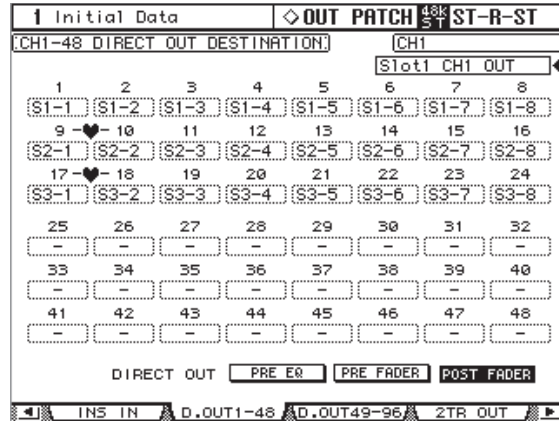 1 Initial Data ◇OUT PATCH 48K ST ST-R-ST
CH1-48 DIRECT OUT DESTINATION CH1
Slot1 CH1 OUT
1 2 3 4 5 6 7 8
S1-1 S1-2 S1-3 S1-4 S1-5 S1-6 S1-7 S1-8
9 -♥- 10 11 12 13 14 15 16
S2-1 S2-2 S2-3 S2-4 S2-5 S2-6 S2-7 S2-8
17 -♥- 18 19 20 21 22 23 24
S3-1 S3-2 S3-3 S3-4 S3-5 S3-6 S3-7 S3-8
25 26 27 28 29 30 31 32
- - - - - - - -
33 34 35 36 37 38 39 40
- - - - - - - -
41 42 43 44 45 46 47 48
- - - - - - - -
DIRECT OUT PRE EQ PRE FADER POST FADER
INS IN D.OUT1-48 D.OUT49-96 2TR OUT